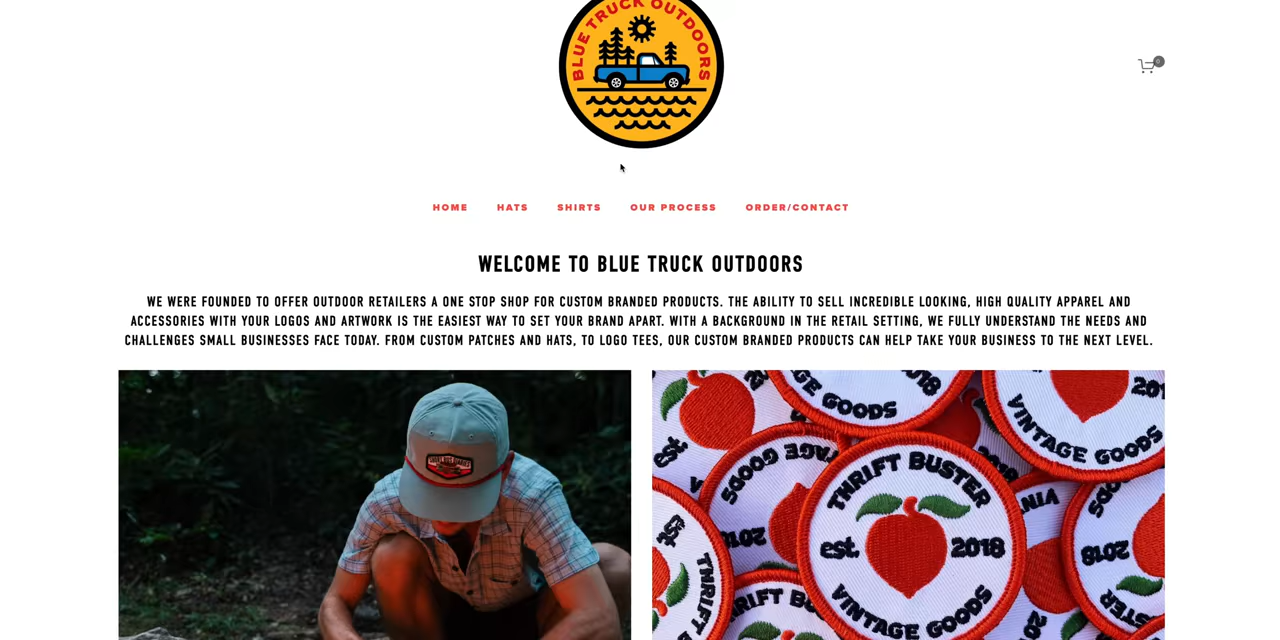 BLUE TRUCK OUTDOORS
0
HOME HATS SHIRTS OUR PROCESS ORDER/CONTACT
WELCOME TO BLUE TRUCK OUTDOORS
WE WERE FOUNDED TO OFFER OUTDOOR RETAILERS A ONE STOP SHOP FOR CUSTOM BRANDED PRODUCTS. THE ABILITY TO SELL INCREDIBLE LOOKING, HIGH QUALITY APPAREL AND
ACCESSORIES WITH YOUR LOGOS AND ARTWORK IS THE EASIEST WAY TO SET YOUR BRAND APART. WITH A BACKGROUND IN THE RETAIL SETTING, WE FULLY UNDERSTAND THE NEEDS AND
CHALLENGES SMALL BUSINESSES FACE TODAY. FROM CUSTOM PATCHES AND HATS, TO LOGO TEES, OUR CUSTOM BRANDED PRODUCTS CAN HELP TAKE YOUR BUSINESS TO THE NEXT LEVEL.
GOODS
2018
VINTAGE GOODS
est.
THRIFT BUSTER
est. 2018
VINTAGE GOODS
2018
THRIFT
2018